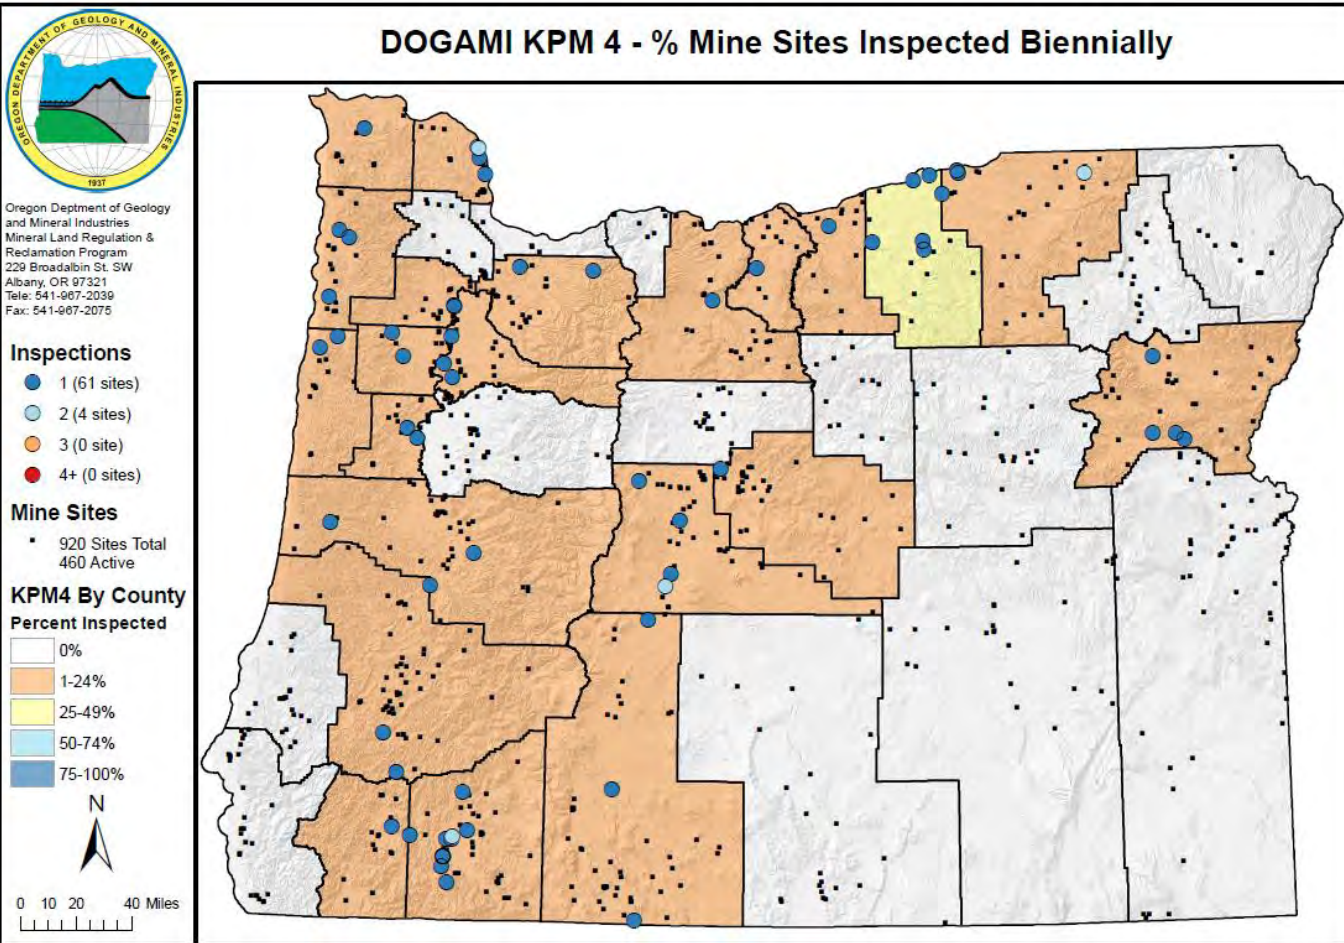 DOGAMI KPM 4 - % Mine Sites Inspected Biennially
OREGON DEPARTMENT OF GEOLOGY AND MINERAL INDUSTRIES
1937
Oregon Deptment of Geology
and Mineral Industries
Mineral Land Regulation &
Reclamation Program
229 Broadalbin St. SW
Albany, OR 97321
Tele: 541-967-2039
Fax: 541-967-2075
Inspections
1 (61 sites)
2 (4 sites)
3 (0 site)
4+ (0 sites)
Mine Sites
920 Sites Total
460 Active
KPM4 By County
Percent Inspected
0%
1-24%
25-49%
50-74%
75-100%
N
0 10 20 40 Miles